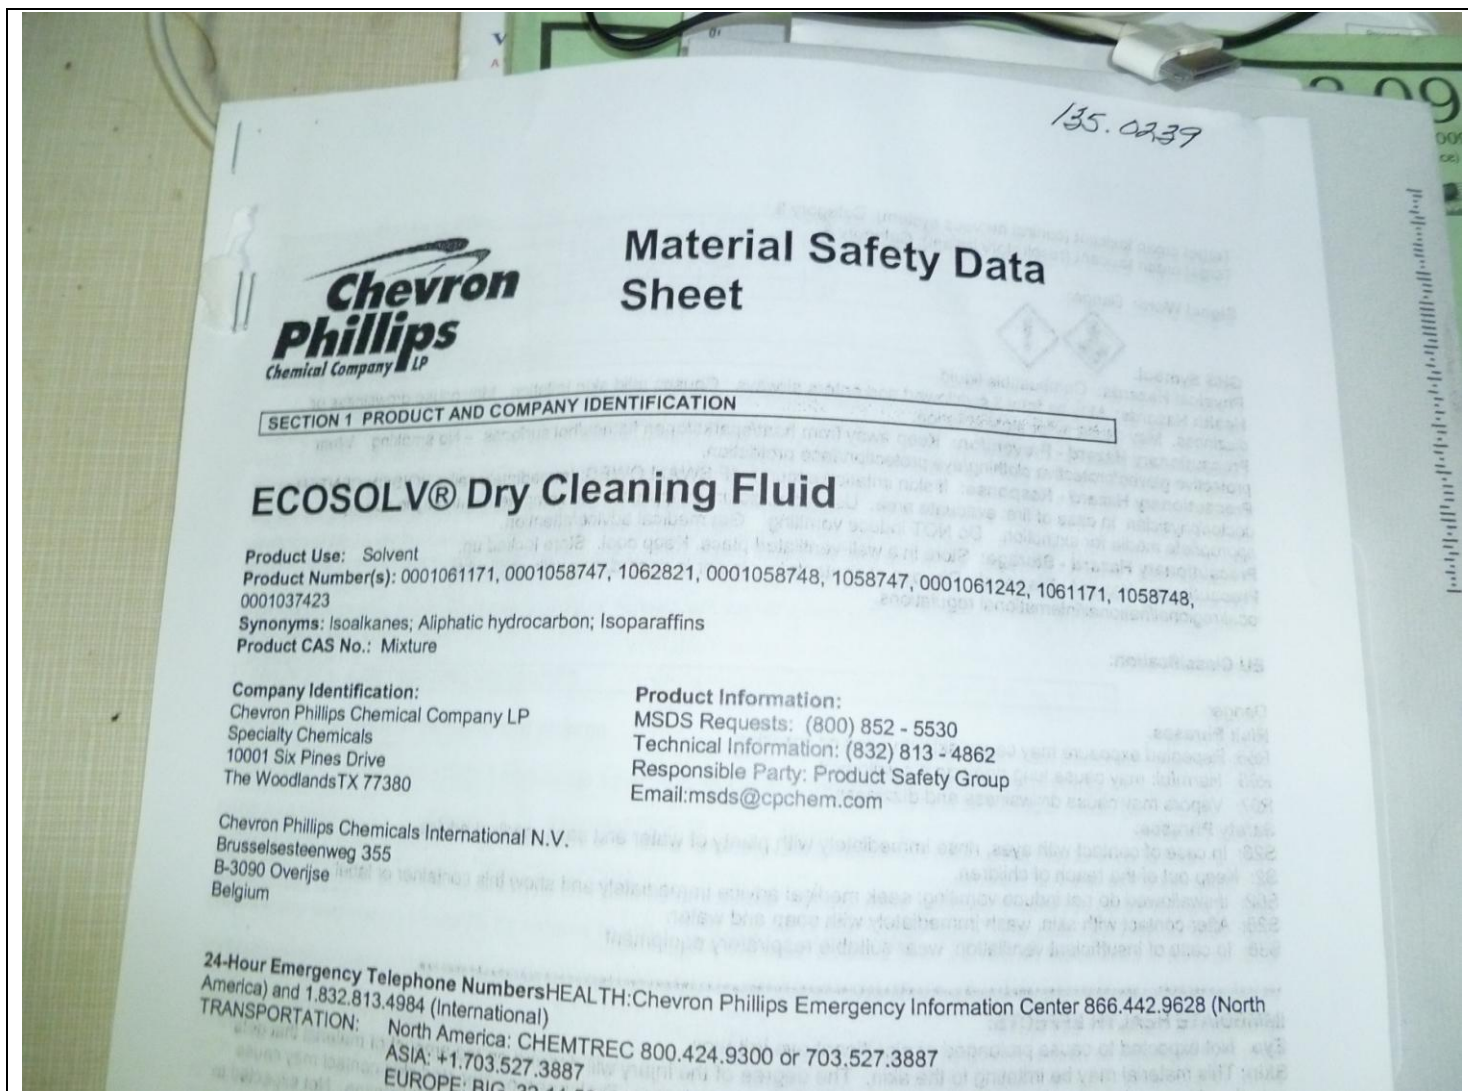 135.0239
Chevron
Phillips
Chemical Company LP
Material Safety Data
Sheet
SECTION 1 PRODUCT AND COMPANY IDENTIFICATION
ECOSOLV® Dry Cleaning Fluid
Product Use: Solvent
Product Number(s): 0001061171, 0001058747, 1062821, 0001058748, 1058747, 0001061242, 1061171, 1058748,
0001037423
Synonyms: Isoalkanes; Aliphatic hydrocarbon; Isoparaffins
Product CAS No.: Mixture
Company Identification:
Chevron Phillips Chemical Company LP
Specialty Chemicals
10001 Six Pines Drive
The WoodlandsTX 77380
Product Information:
MSDS Requests: (800) 852 - 5530
Technical Information: (832) 813 - 4862
Responsible Party: Product Safety Group
Email:msds@cpchem.com
Chevron Phillips Chemicals International N.V.
Brusselsesteenweg 355
B-3090 Overijse
Belgium
24-Hour Emergency Telephone NumbersHEALTH:Chevron Phillips Emergency Information Center 866.442.9628 (North
America) and 1.832.813.4984 (International)
TRANSPORTATION: North America: CHEMTREC 800.424.9300 or 703.527.3887
ASIA: +1.703.527.3887
EUROPE: BIG